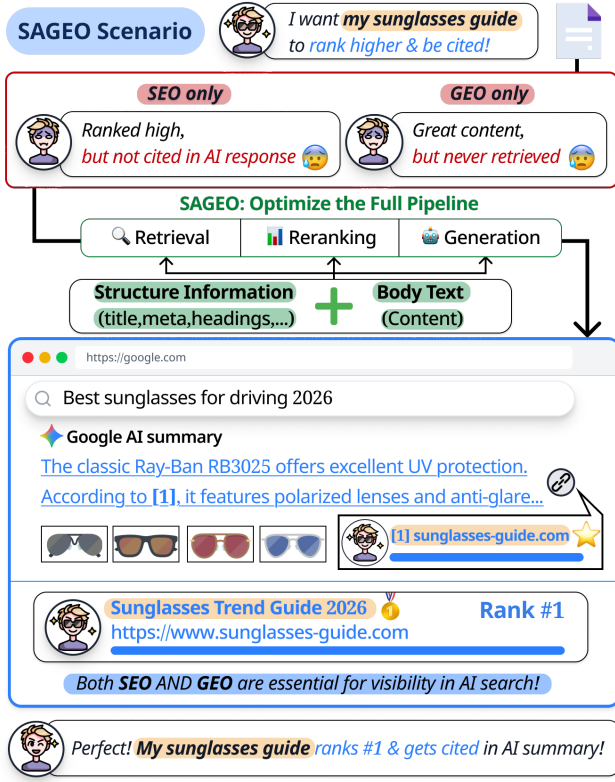 SAGEO Scenario
I want my sunglasses guide
to rank higher & be cited!
SEO only
Ranked high,
but not cited in AI response
GEO only
Great content,
but never retrieved
SAGEO: Optimize the Full Pipeline
Retrieval
Reranking
Generation
Structure Information
(title,meta,headings,...)
Body Text
(Content)
https://google.com
Best sunglasses for driving 2026
Google AI summary
The classic Ray-Ban RB3025 offers excellent UV protection.
According to [1], it features polarized lenses and anti-glare...
[1] sunglasses-guide.com
Sunglasses Trend Guide 2026
1
Rank #1
https://www.sunglasses-guide.com
Both SEO AND GEO are essential for visibility in AI search!
Perfect! My sunglasses guide ranks #1 & gets cited in AI summary!